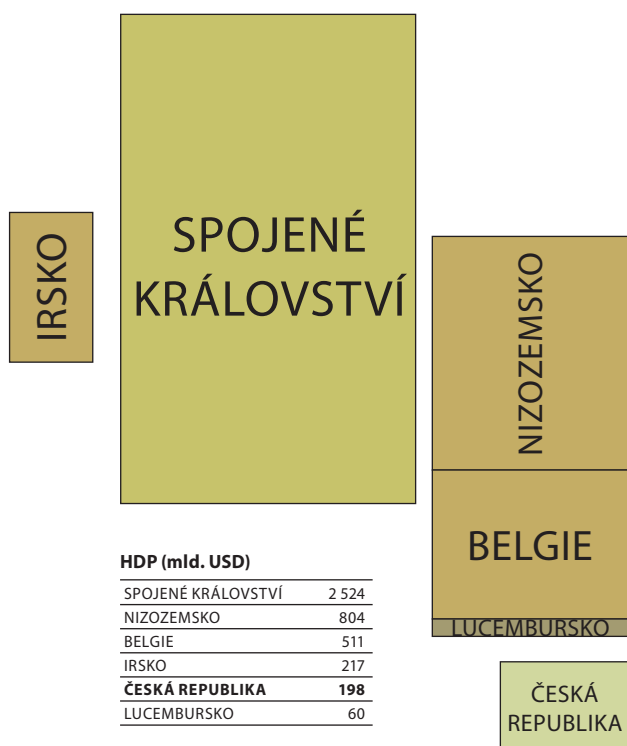 SPOJENÉ
KRÁLOVSTVÍ
IRSKO
NIZOZEMSKO
BELGIE
LUCEMBURSKO
ČESKÁ
REPUBLIKA
HDP (mld. USD)
SPOJENÉ KRÁLOVSTVÍ 2 524
NIZOZEMSKO 804
BELGIE 511
IRSKO 217
ČESKÁ REPUBLIKA 198
LUCEMBURSKO 60